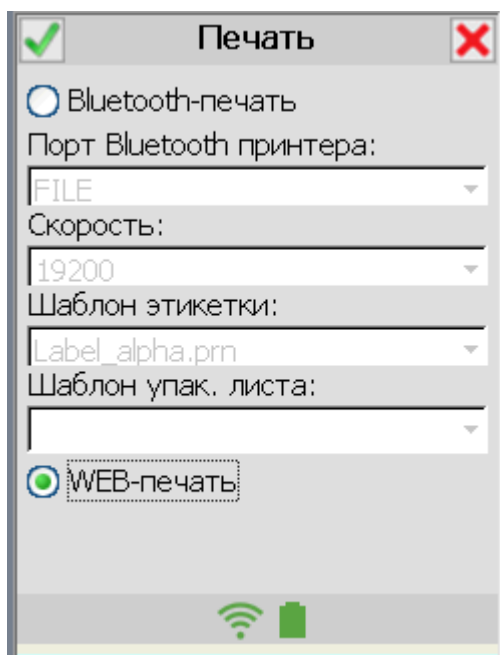 Печать
Bluetooth-печать
Порт Bluetooth принтера:
FILE
Скорость:
19200
Шаблон этикетки:
Label_alpha.prn
Шаблон упак. листа:
WEB-печать